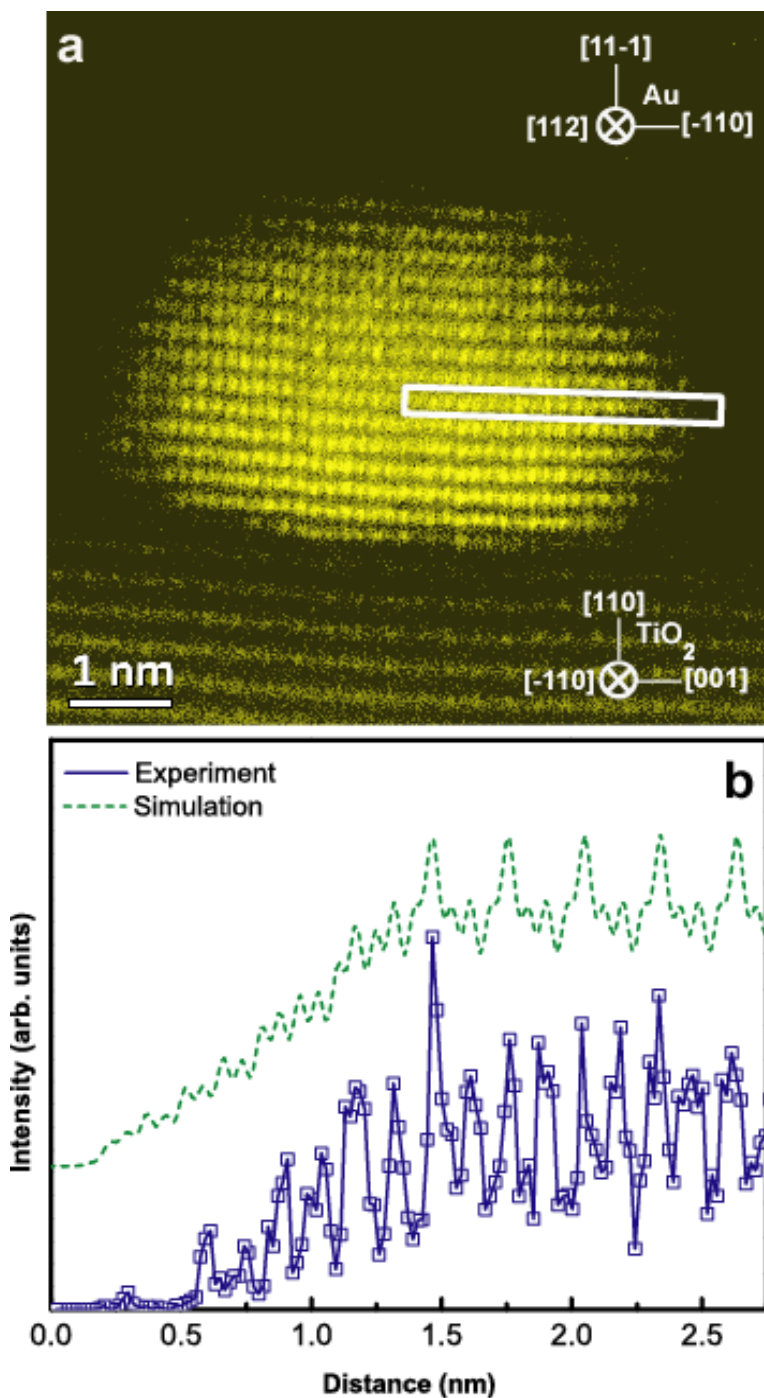 a
[11-1]
Au
[112]
[-110]
[110]
TiO2
[-110]
[001]
1 nm
b
Experiment
Simulation
Intensity (arb. units)
0.0 0.5 1.0 1.5 2.0 2.5
Distance (nm)